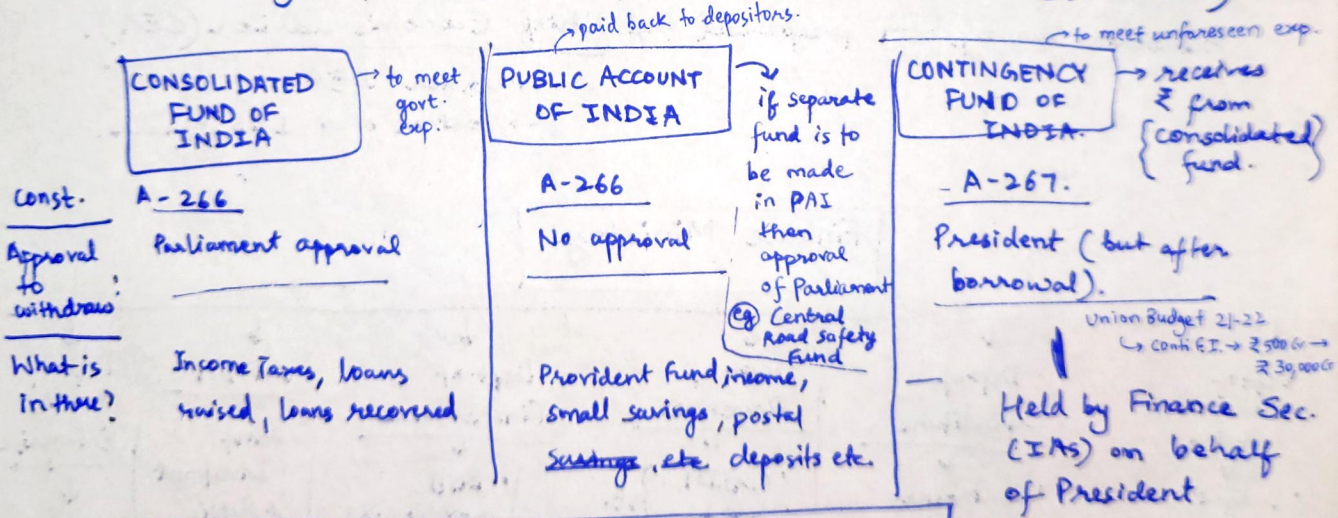 paid back to depositors.
to meet unforeseen exp.
CONSOLIDATED
FUND OF
INDIA
to meet
govt.
exp.
PUBLIC ACCOUNT
OF INDIA
if separate
fund is to
be made
in PAI
then
approval
of Parliament
eg Central
Road Safety
Fund
CONTINGENCY
FUND OF
INDIA.
receives
₹ from
{consolidated}
fund.
Const.
A-266
A-266
A-267.
Approval
to
withdraw?
Parliament approval
No approval
President (but after
borrowal).
Union Budget 21-22
₹500 Cr →
₹30,000 Cr
What is
in there?
Income Taxes, loans
raised, loans recovered
Provident Fund, income,
small savings, postal
savings, etc deposits etc.
Held by Finance Sec.
(IAS) on behalf
of President